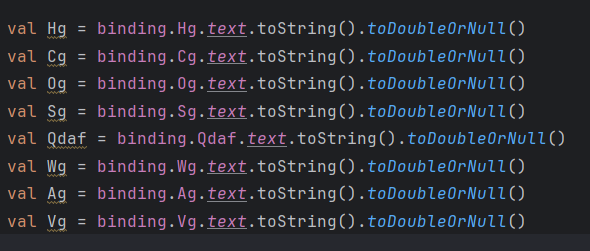 val Hg = binding.Hg.text.toString().toDoubleOrNull()
val Cg = binding.Cg.text.toString().toDoubleOrNull()
val Og = binding.Og.text.toString().toDoubleOrNull()
val Sg = binding.Sg.text.toString().toDoubleOrNull()
val Qdaf = binding.Qdaf.text.toString().toDoubleOrNull()
val Wg = binding.Wg.text.toString().toDoubleOrNull()
val Ag = binding.Ag.text.toString().toDoubleOrNull()
val Vg = binding.Vg.text.toString().toDoubleOrNull()